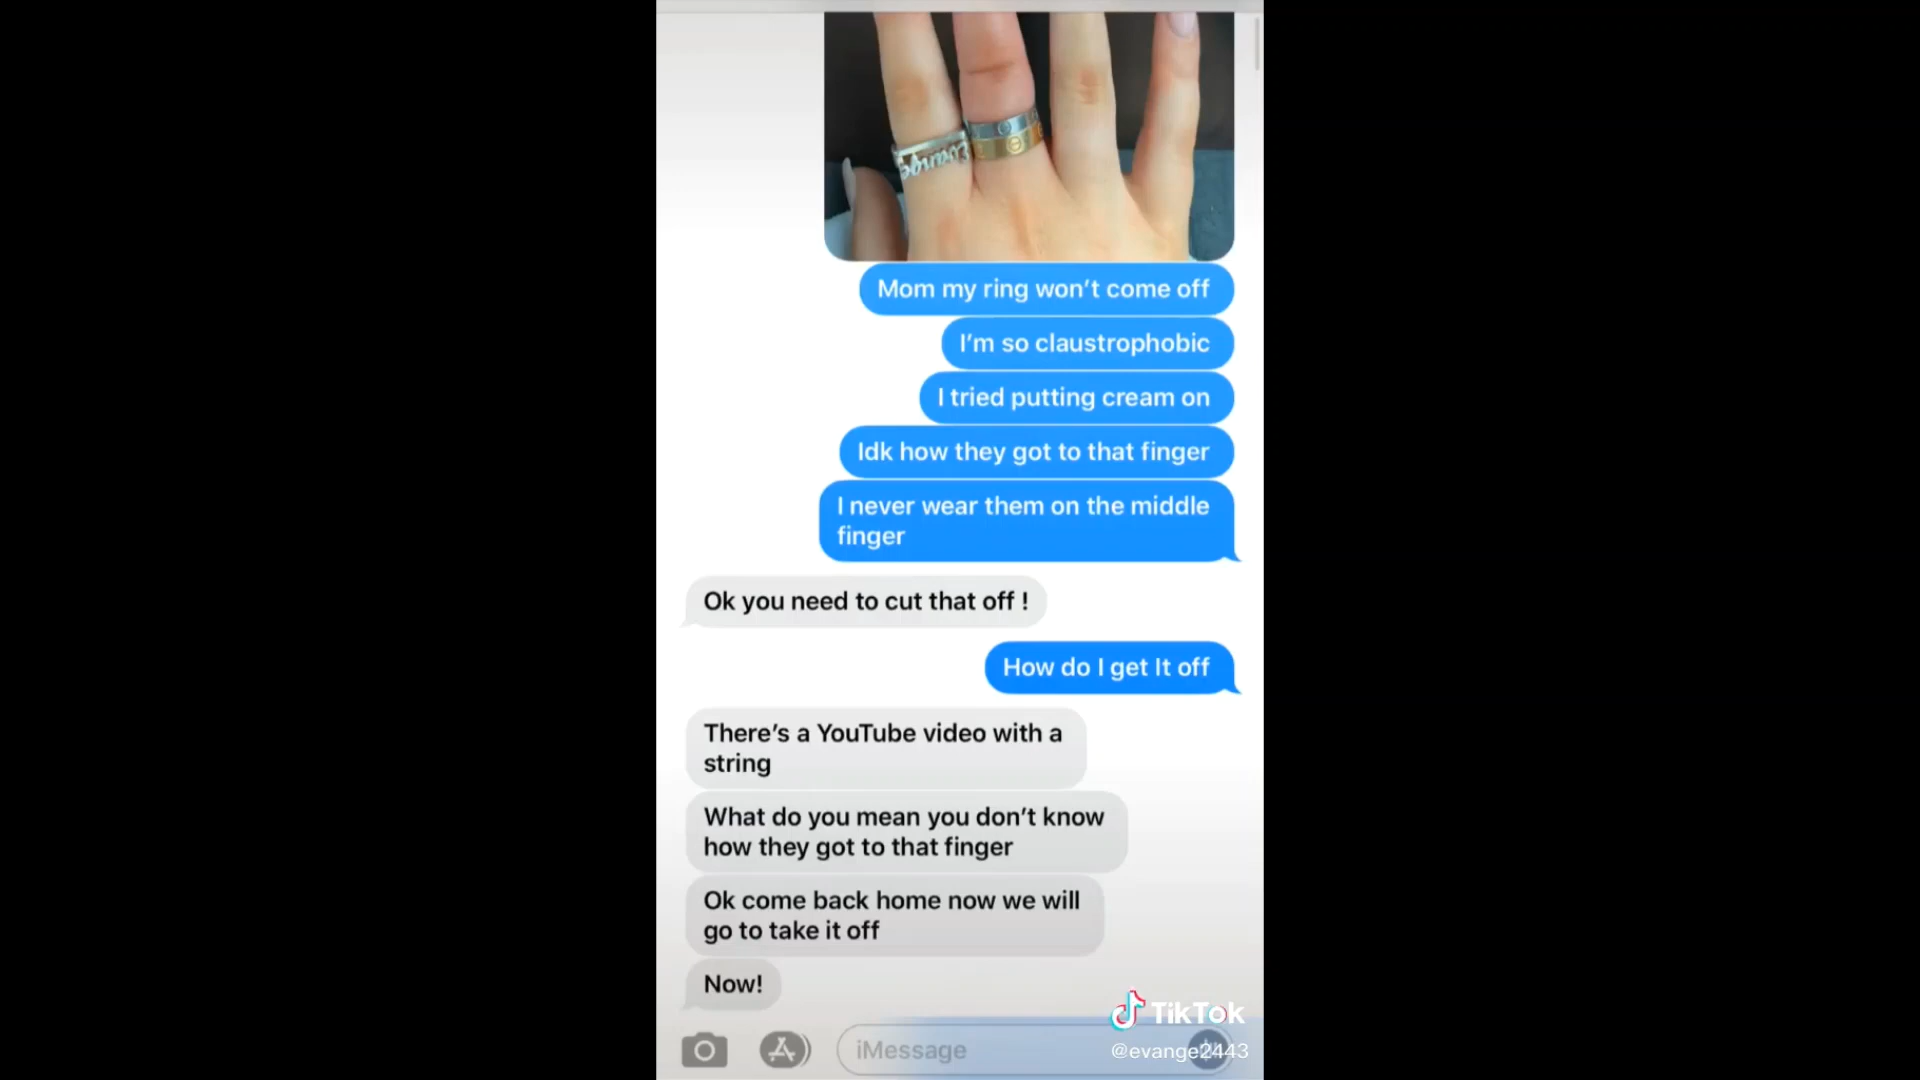 Evange
Mom my ring won't come off
I'm so claustrophobic
I tried putting cream on
Idk how they got to that finger
I never wear them on the middle
finger
Ok you need to cut that off !
How do I get It off
There's a YouTube video with a
string
What do you mean you don't know
how they got to that finger
Ok come back home now we will
go to take it off
Now!
iMessage
TikTok
@evange2443